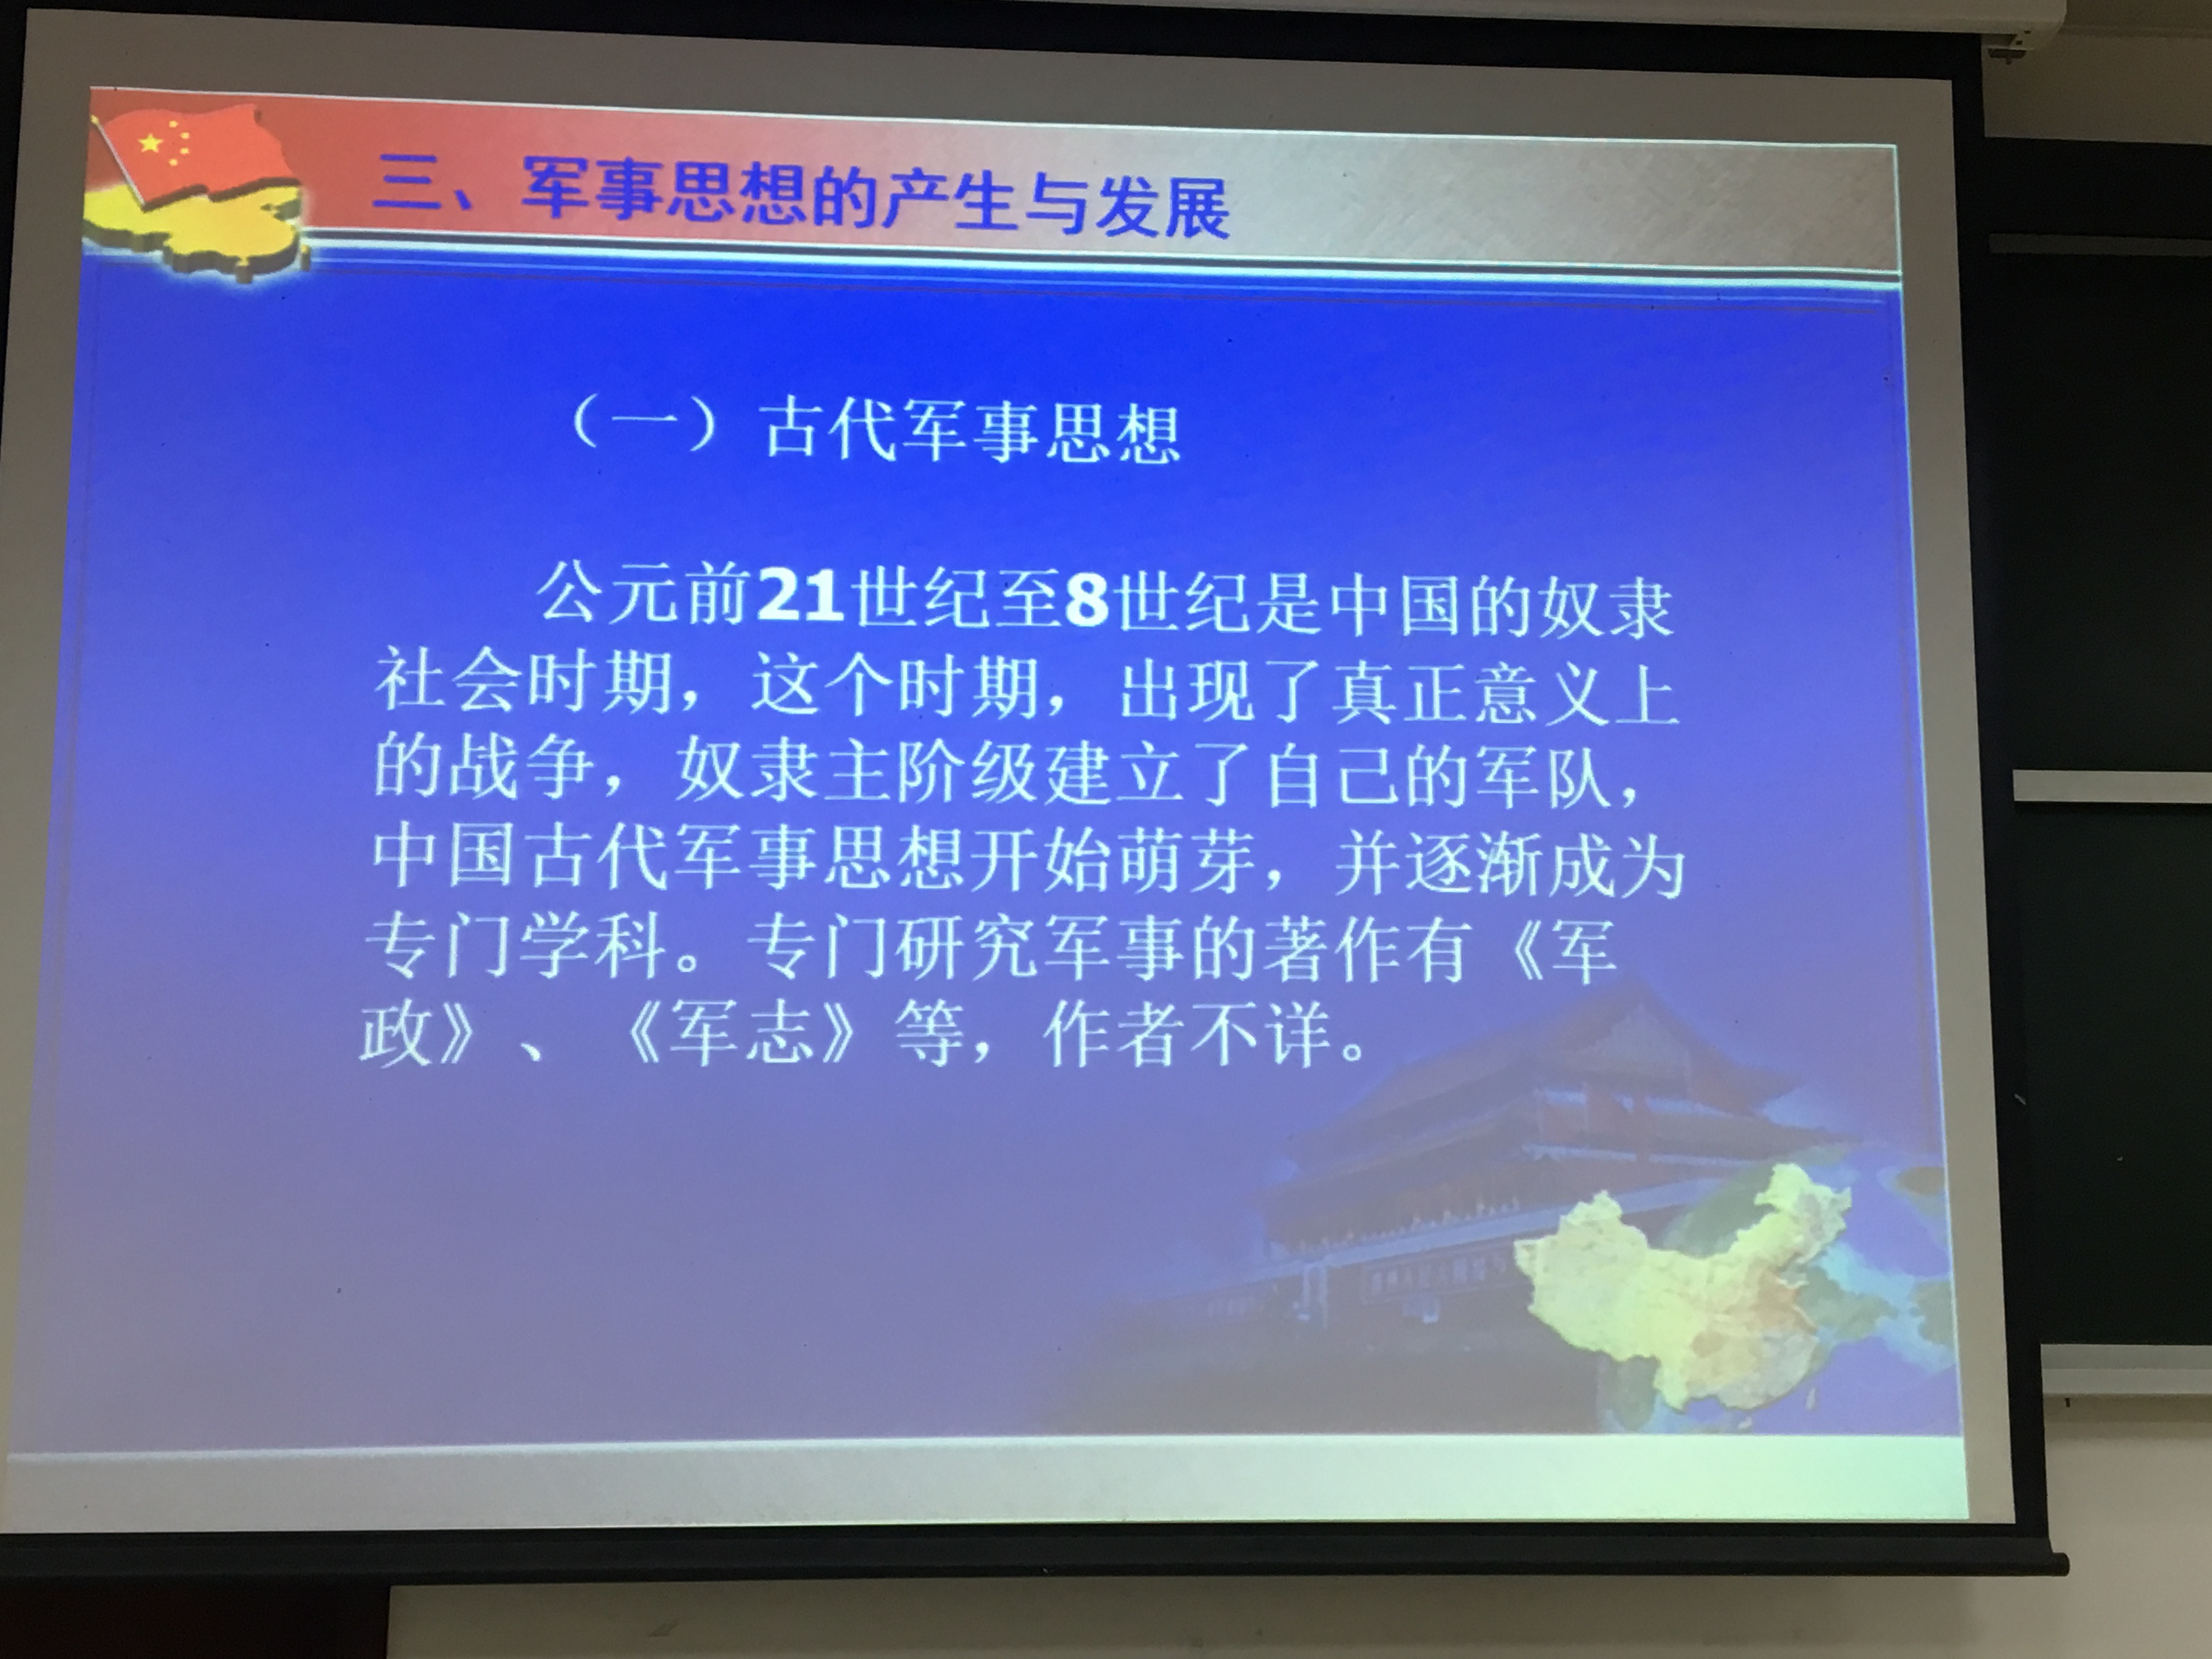 三、军事思想的产生与发展
（一）古代军事思想
公元前21世纪至8世纪是中国的奴隶
社会时期，这个时期，出现了真正意义上
的战争，奴隶主阶级建立了自己的军队，
中国古代军事思想开始萌芽，并逐渐成为
专门学科。专门研究军事的著作有《军
政》、《军志》等，作者不详。